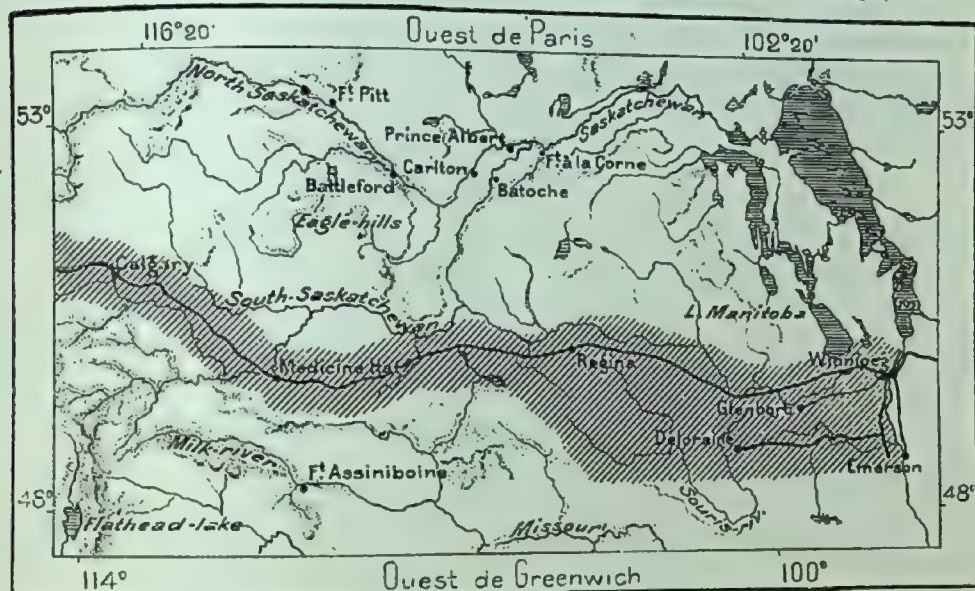 116°20' Ouest de Paris 102°20'
North Saskatchewan
Ft Pitt
53°
53°
Saskatchewan
Prince Albert
Ft à la Corne
Carlton
Batoche
Battleford
Eagle-hills
Calgary
South-Saskatchewan
L. Manitoba
Medicine Hat
Regina
Winnipeg
Deloraine
Emerson
Milk-river
Ft Assiniboine
48°
48°
Souris-R.
Flathead-lake
Missouri
114° Ouest de Greenwich 100°